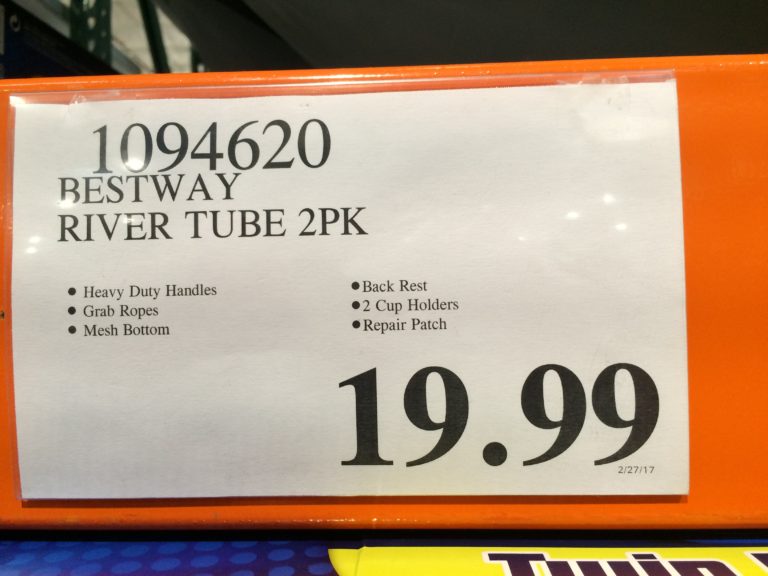 1094620
BESTWAY
RIVER TUBE 2PK
• Heavy Duty Handles
• Grab Ropes
• Mesh Bottom
• Back Rest
• 2 Cup Holders
• Repair Patch
19.99
2/27/17
Twin